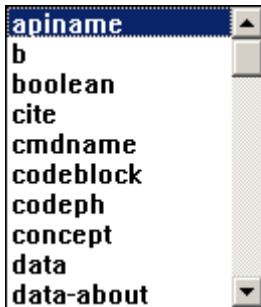 apiname
b
boolean
cite
cmdname
codeblock
codeph
concept
data
data-about